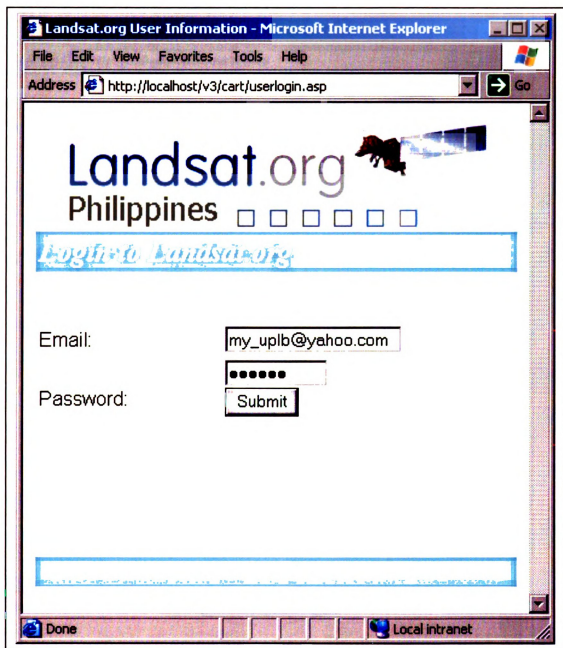 Landsat.org User Information - Microsoft Internet Explorer
File Edit View Favorites Tools Help
Address http://localhost/v3/cart/userlogin.asp Go
Landsat.org
Philippines
Login to Landsat.org
Email: my_uplb@yahoo.com
••••••
Password:
Submit
Done Local intranet